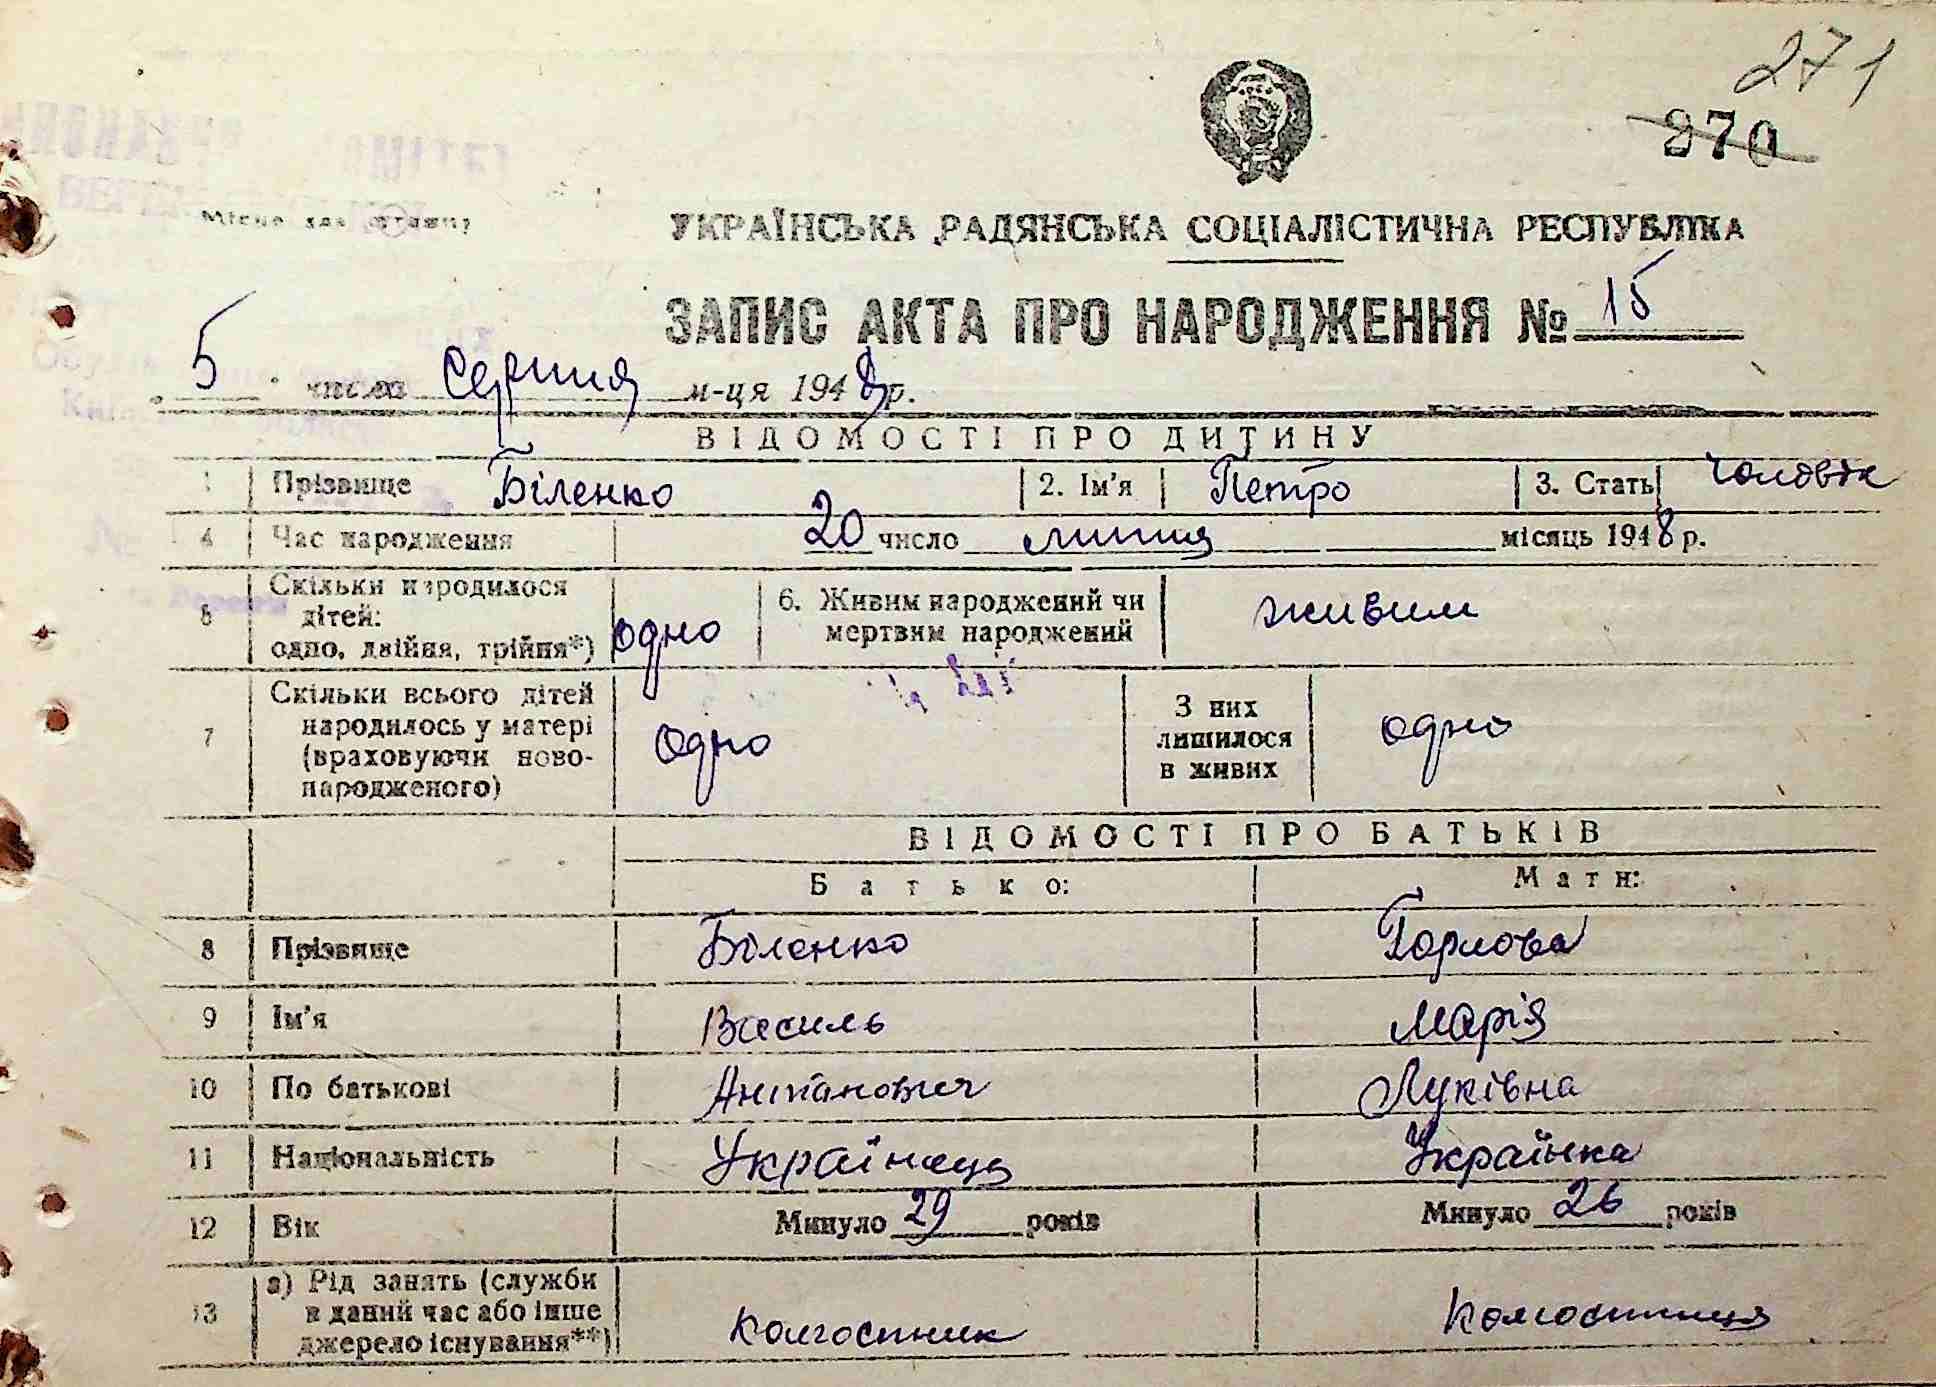 271
270
Місце для штампу
УКРАЇНСЬКА РАДЯНСЬКА СОЦІАЛІСТИЧНА РЕСПУБЛІКА
ЗАПИС АКТА ПРО НАРОДЖЕННЯ № 15
5 числа серпня м-ця 1948 р.
ВІДОМОСТІ ПРО ДИТИНУ
1 Прізвище Біленко 2. Ім'я Петро 3. Стать чоловік
4 Час народження 20 число липня місяць 1948 р.
5 Скільки народилося
дітей:
одно, двійня, трійня*) одно
6. Живим народжений чи
мертвим народжений живим
7 Скільки всього дітей
народилось у матері
(враховуючи ново-
народженого) одно
З них
лишилося
в живих одно
ВІДОМОСТІ ПРО БАТЬКІВ
Батько: Мати:
8 Прізвище Біленко Горлова
9 Ім'я Василь Марія
10 По батькові Антанович Луківна
11 Національність Українець Українка
12 Вік Минуло 29 років Минуло 26 років
13 а) Рід занять (служби
в даний час або інше
джерело існування**) колгоспник колгоспниця